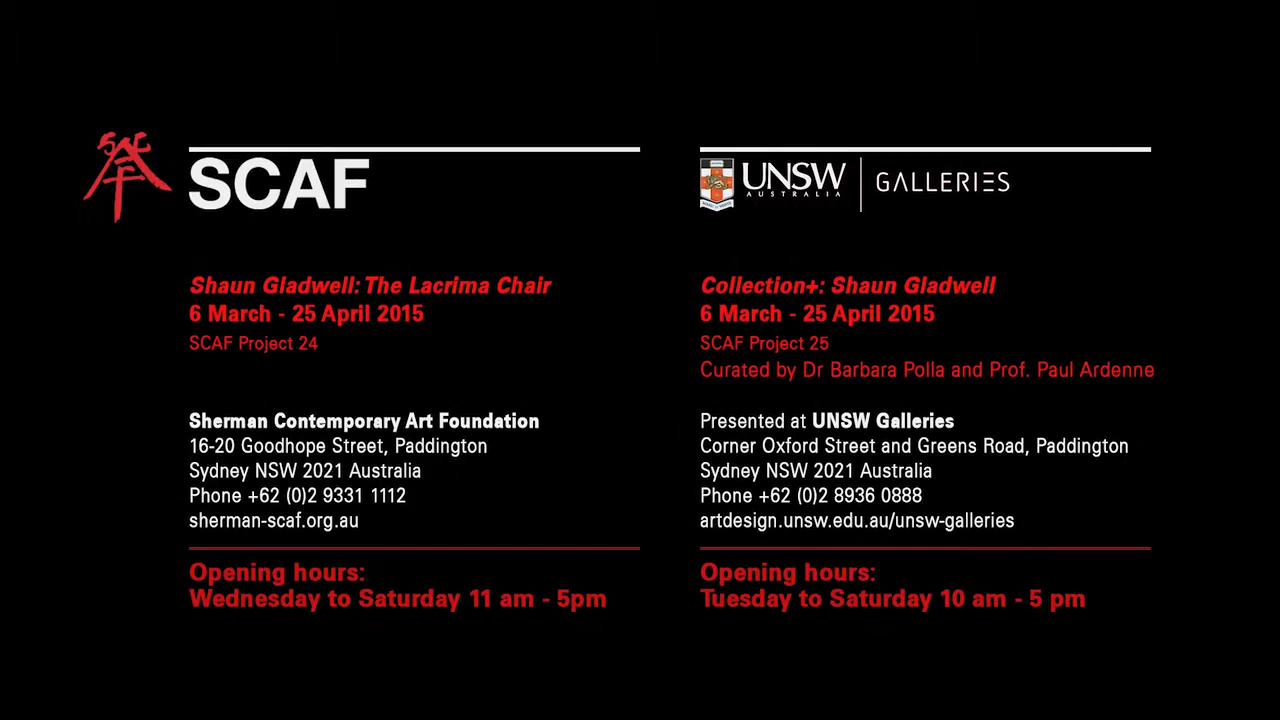 SCAF
Shaun Gladwell: The Lacrima Chair
6 March - 25 April 2015
SCAF Project 24
Sherman Contemporary Art Foundation
16-20 Goodhope Street, Paddington
Sydney NSW 2021 Australia
Phone +62 (0)2 9331 1112
sherman-scaf.org.au
Opening hours:
Wednesday to Saturday 11 am - 5pm
UNSW
AUSTRALIA
GALLERIES
Collection+: Shaun Gladwell
6 March - 25 April 2015
SCAF Project 25
Curated by Dr Barbara Polla and Prof. Paul Ardenne
Presented at UNSW Galleries
Corner Oxford Street and Greens Road, Paddington
Sydney NSW 2021 Australia
Phone +62 (0)2 8936 0888
artdesign.unsw.edu.au/unsw-galleries
Opening hours:
Tuesday to Saturday 10 am - 5 pm